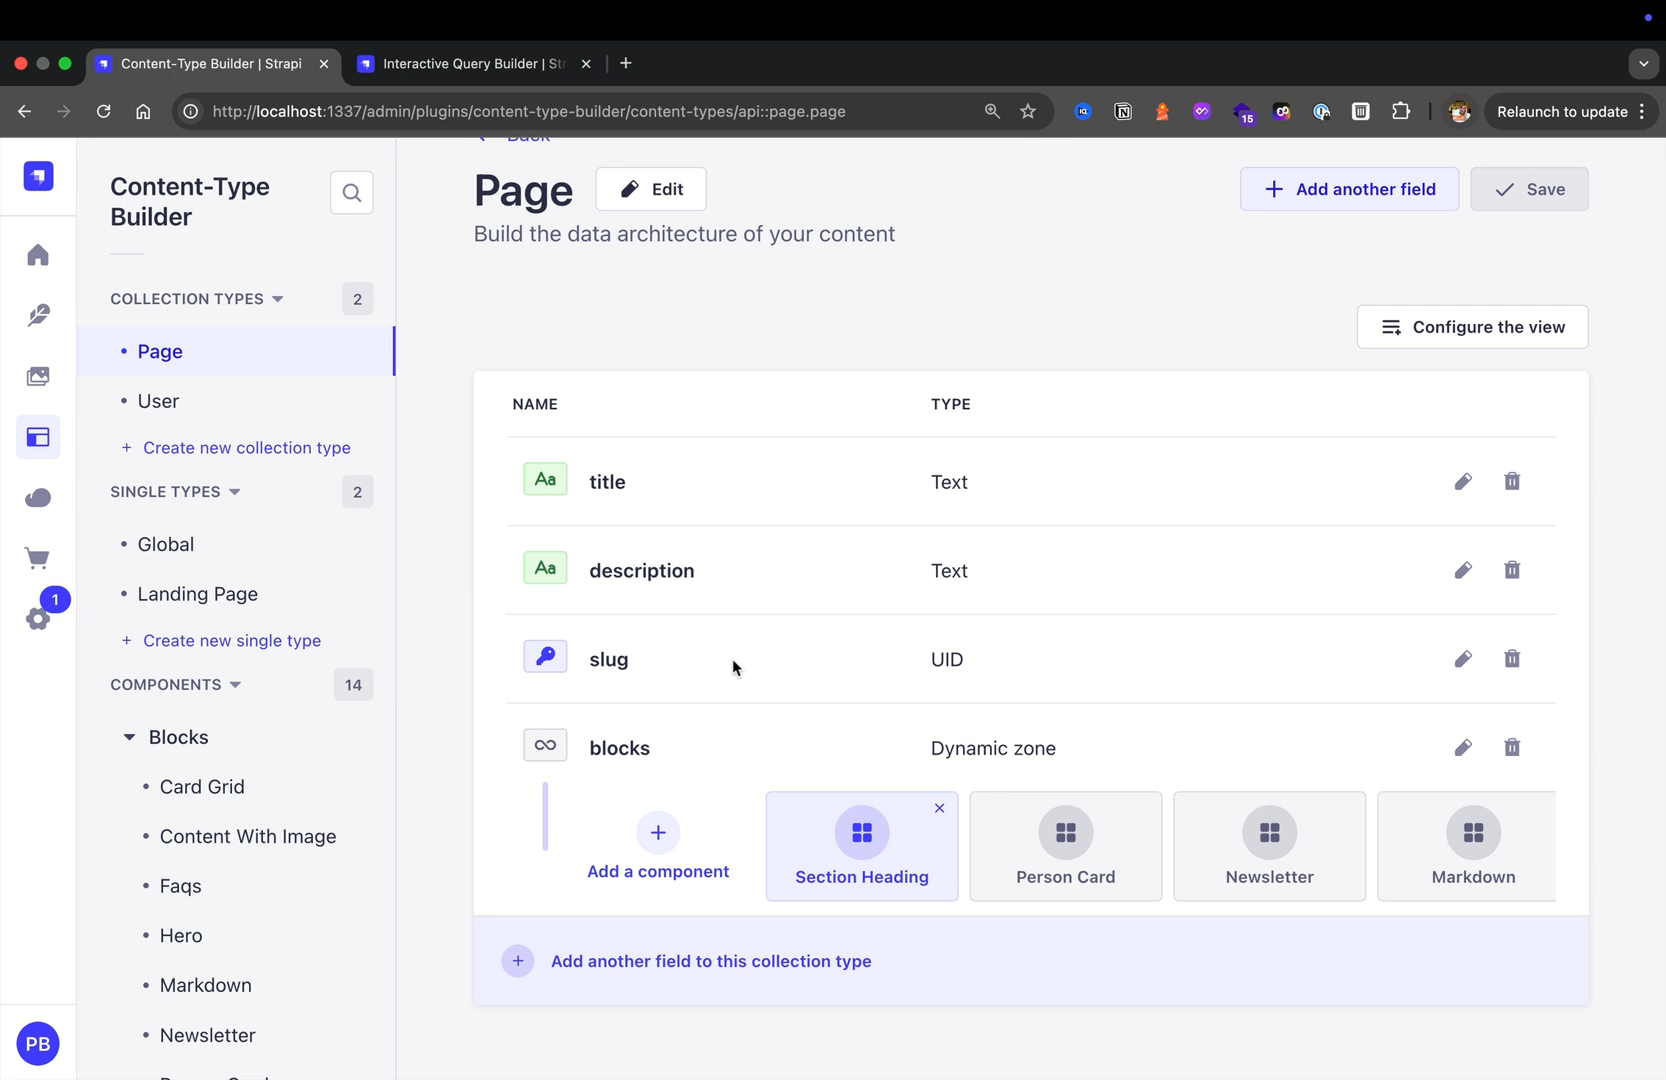 Content-Type Builder | Strapi
Interactive Query Builder | Str
http://localhost:1337/admin/plugins/content-type-builder/content-types/api::page.page
15
Relaunch to update
Back
Content-Type
Builder
Page
Edit
Add another field
Save
Build the data architecture of your content
COLLECTION TYPES
2
Page
User
+ Create new collection type
SINGLE TYPES
2
Global
Landing Page
+ Create new single type
COMPONENTS
14
Blocks
Card Grid
Content With Image
Faqs
Hero
Markdown
Newsletter
1
PB
Configure the view
NAME TYPE
Aa title Text
Aa description Text
slug UID
blocks Dynamic zone
Add a component
Section Heading
Person Card
Newsletter
Markdown
Add another field to this collection type